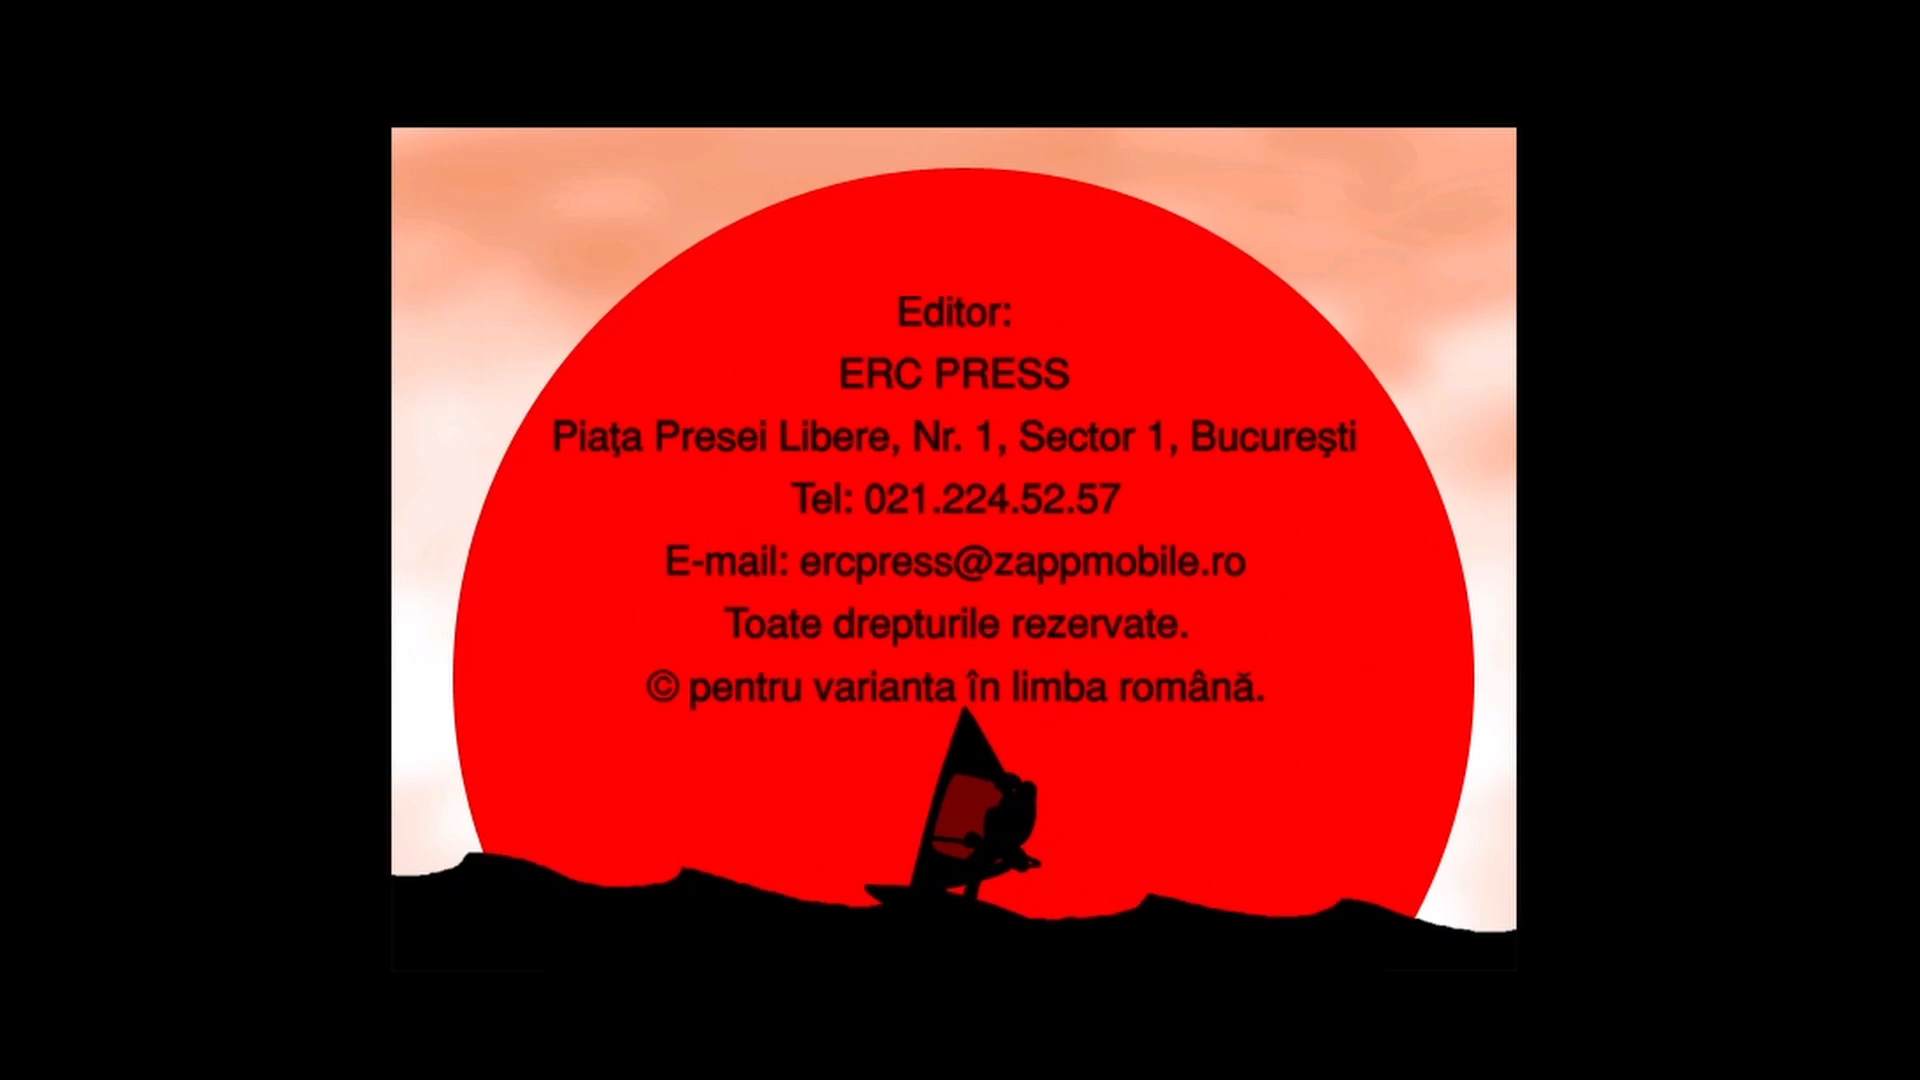 Editor:
ERC PRESS
Piaţa Presei Libere, Nr. 1, Sector 1, Bucureşti
Tel: 021.224.52.57
E-mail: ercpress@zappmobile.ro
Toate drepturile rezervate.
© pentru varianta în limba română.